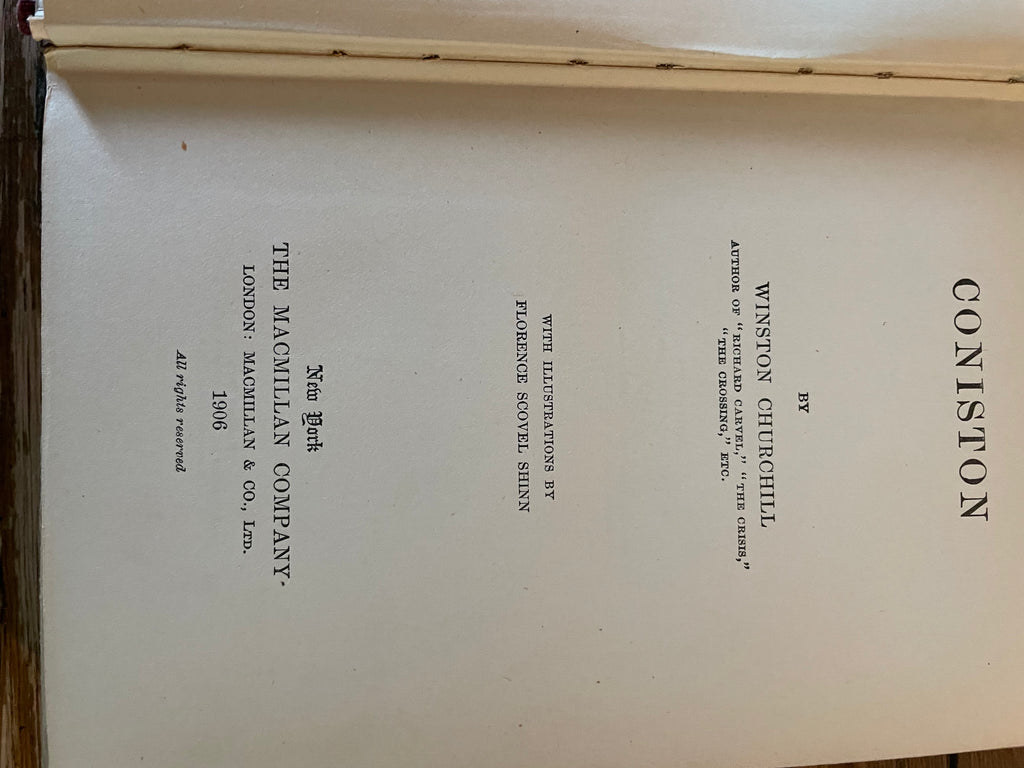 CONISTON
BY
WINSTON CHURCHILL
AUTHOR OF "RICHARD CARVEL," "THE CRISIS,"
"THE CROSSING," ETC.
WITH ILLUSTRATIONS BY
FLORENCE SCOVEL SHINN
New York
THE MACMILLAN COMPANY
LONDON: MACMILLAN & CO., LTD.
1906
All rights reserved